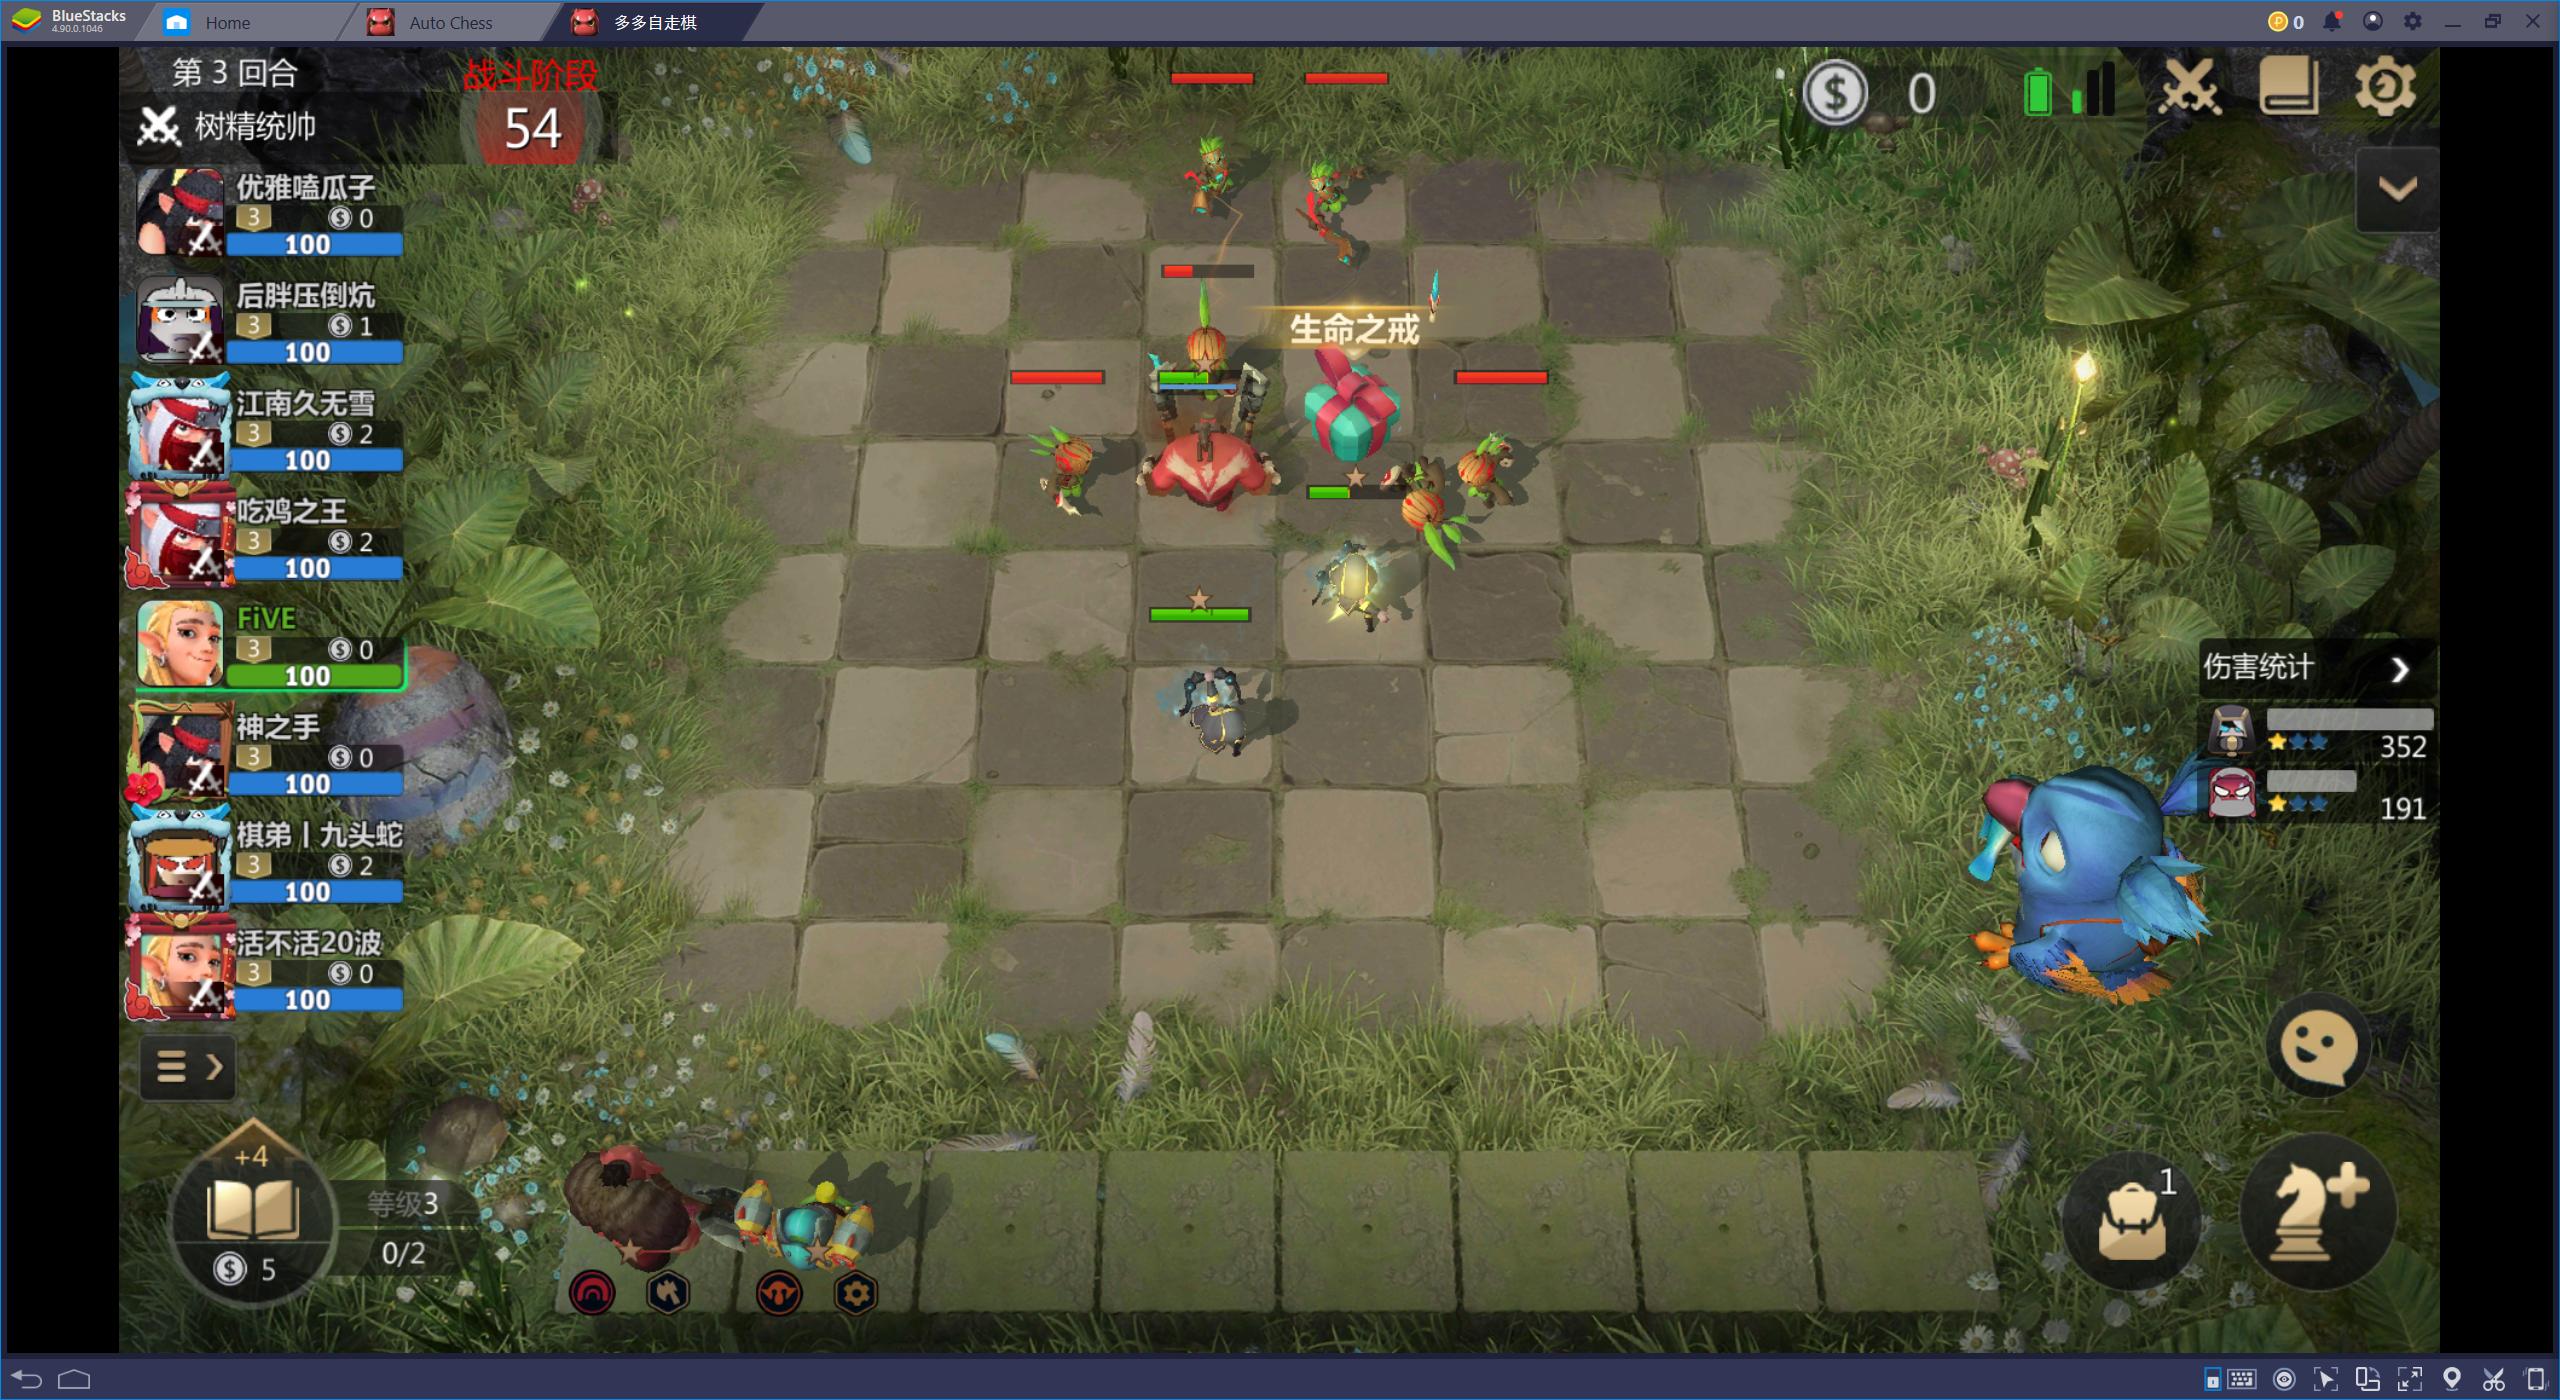 BlueStacks
4.90.0.1046
Home
Auto Chess
多多自走棋
0
第 3 回合
战斗阶段
树精统帅
54
0
优雅嗑瓜子
3 0
100
后胖压倒炕
3 1
100
江南久无雪
3 2
100
吃鸡之王
3 2
100
FiVE
3 0
100
神之手
3 0
100
棋弟丨九头蛇
3 2
100
活不活20波
3 0
100
生命之戒
伤害统计
352
191
+4
5
等级3
0/2
1